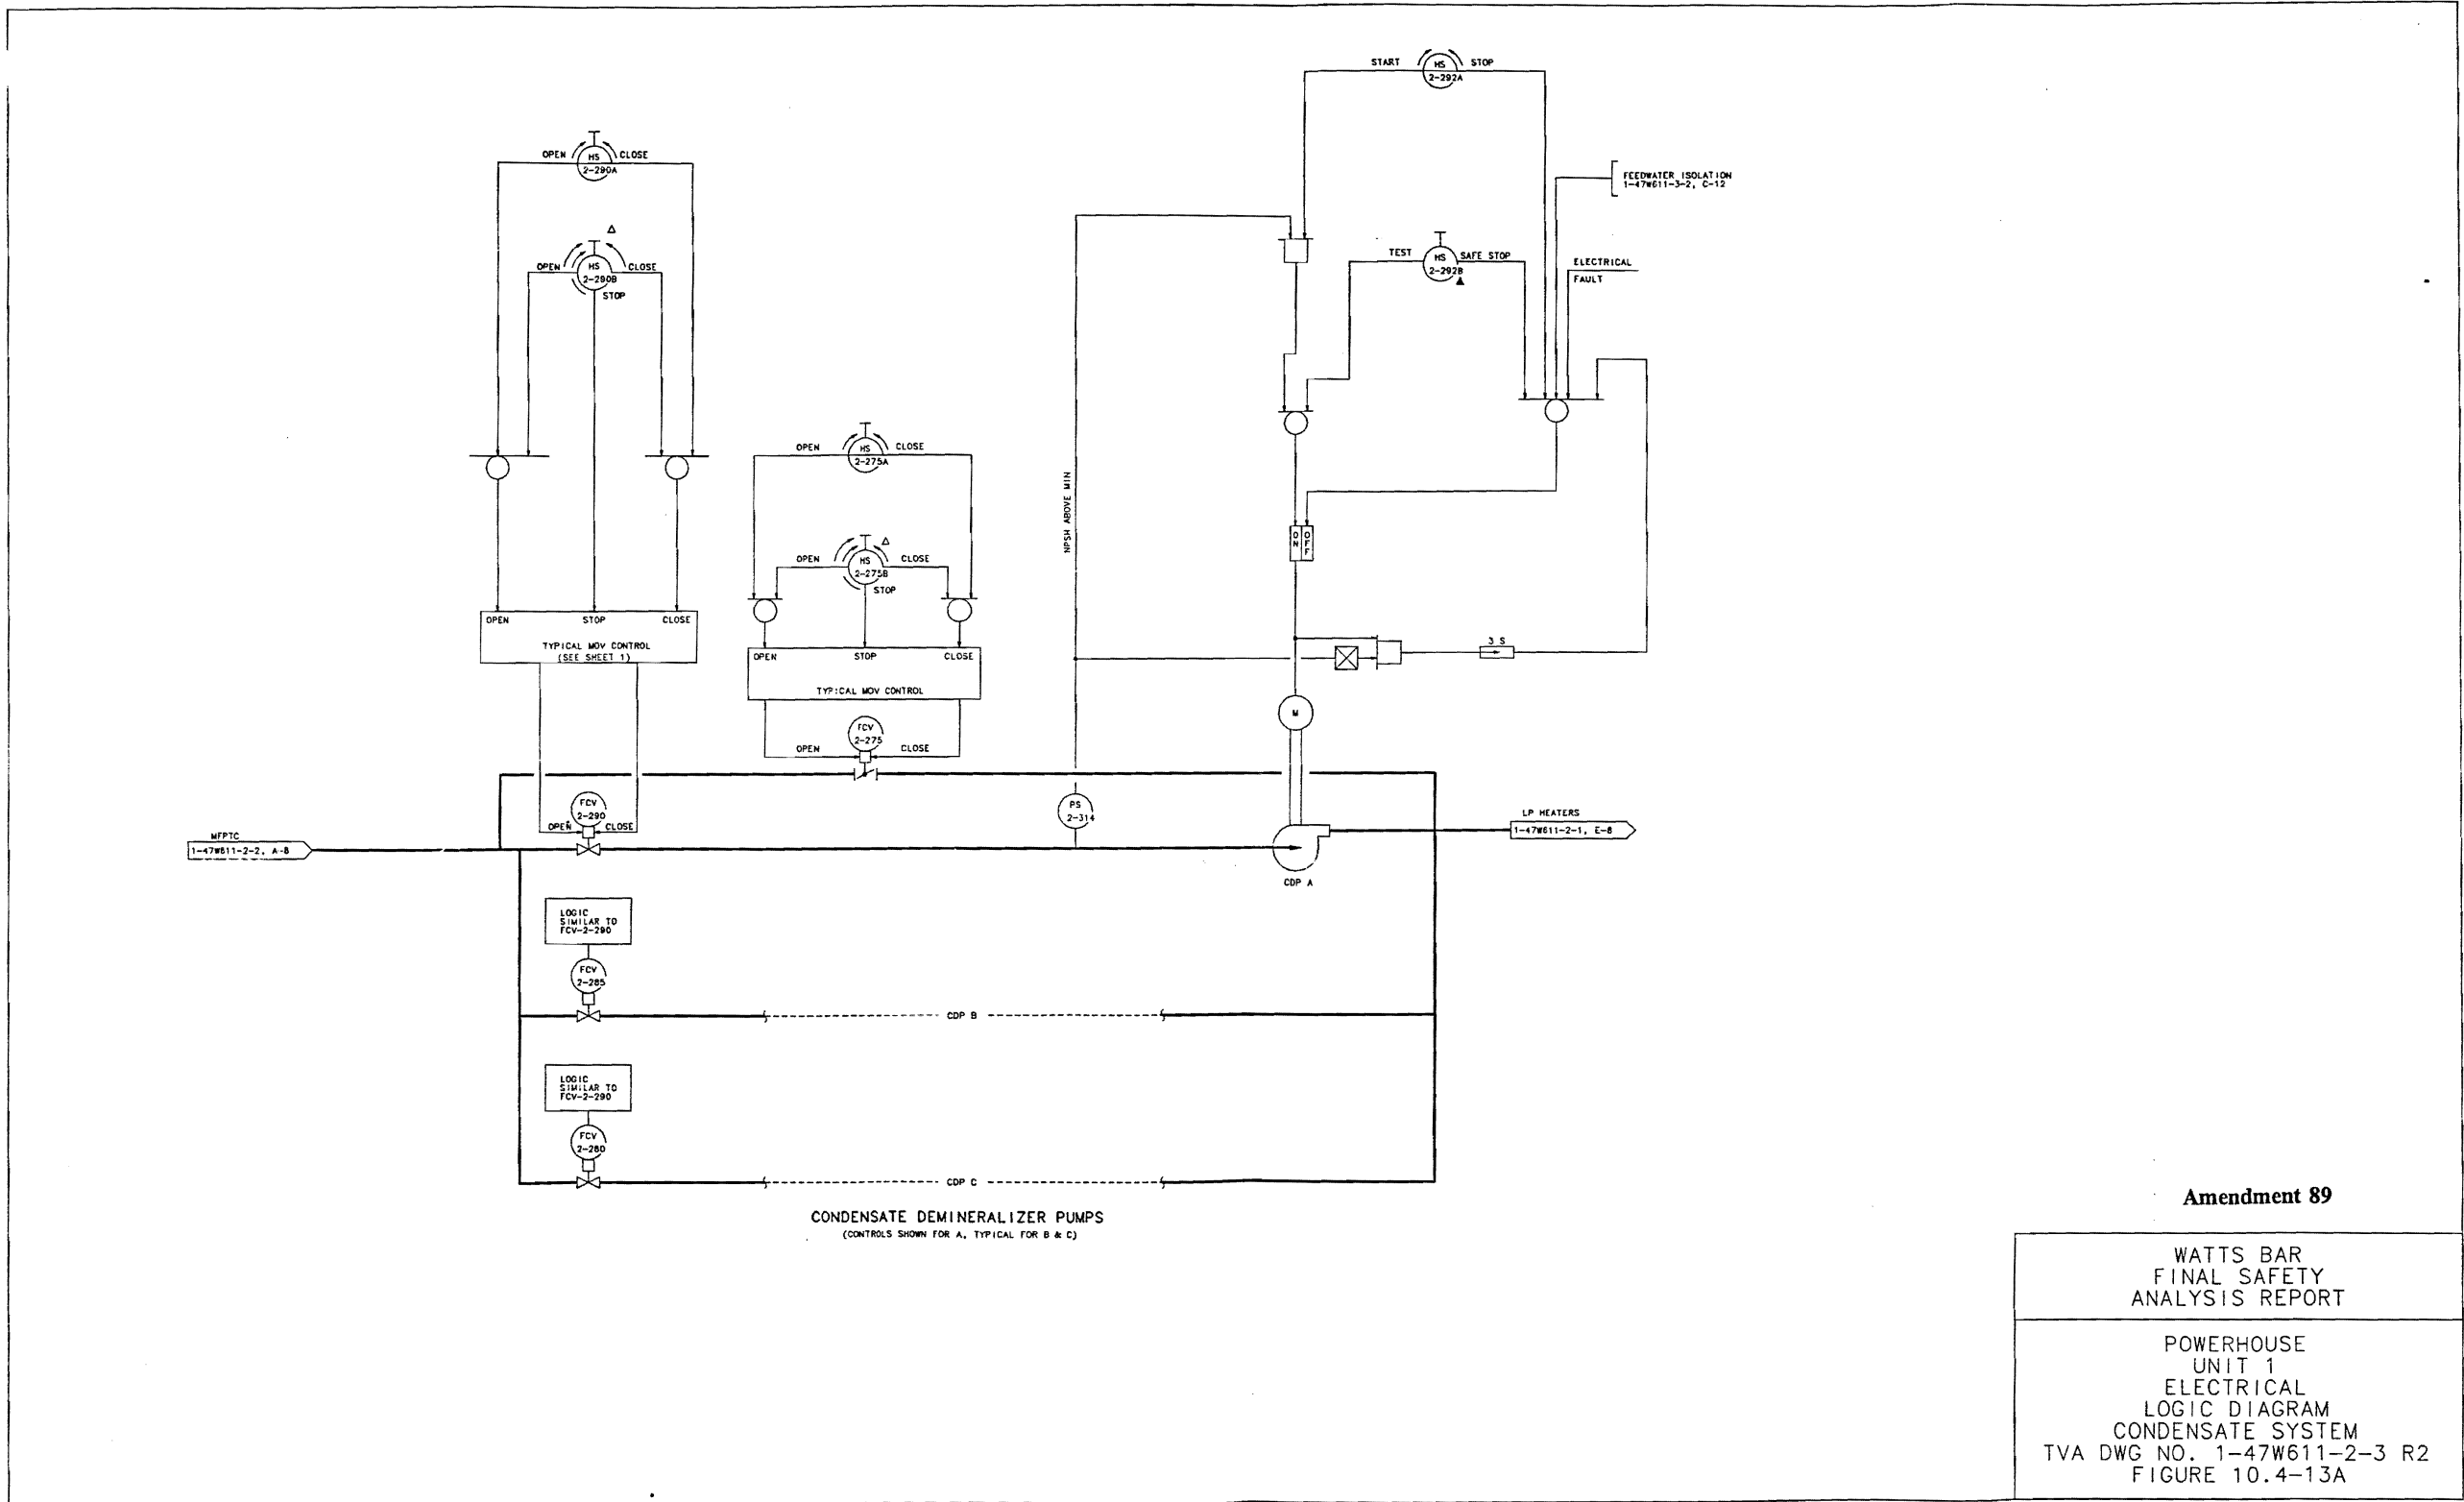 START
HS
2-292A
STOP
OPEN
HS
2-290A
CLOSE
FEEDWATER ISOLATION
1-47W611-3-2, C-12
OPEN
HS
2-290B
CLOSE
STOP
TEST
HS
2-292B
SAFE STOP
ELECTRICAL
FAULT
OPEN
HS
2-275A
CLOSE
NPSH ABOVE MIN
OPEN
HS
2-275B
CLOSE
STOP
ON
OFF
OPEN STOP CLOSE
TYPICAL MOV CONTROL
(SEE SHEET 1)
OPEN STOP CLOSE
TYPICAL MOV CONTROL
3 S
M
FCV
2-275
OPEN CLOSE
FCV
2-290
OPEN CLOSE
PS
2-314
MFPTC
1-47W611-2-2, A-8
LP HEATERS
1-47W611-2-1, E-8
CDP A
LOGIC
SIMILAR TO
FCV-2-290
FCV
2-285
CDP B
LOGIC
SIMILAR TO
FCV-2-290
FCV
2-280
CDP C
CONDENSATE DEMINERALIZER PUMPS
(CONTROLS SHOWN FOR A, TYPICAL FOR B & C)
Amendment 89
WATTS BAR
FINAL SAFETY
ANALYSIS REPORT
POWERHOUSE
UNIT 1
ELECTRICAL
LOGIC DIAGRAM
CONDENSATE SYSTEM
TVA DWG NO. 1-47W611-2-3 R2
FIGURE 10.4-13A